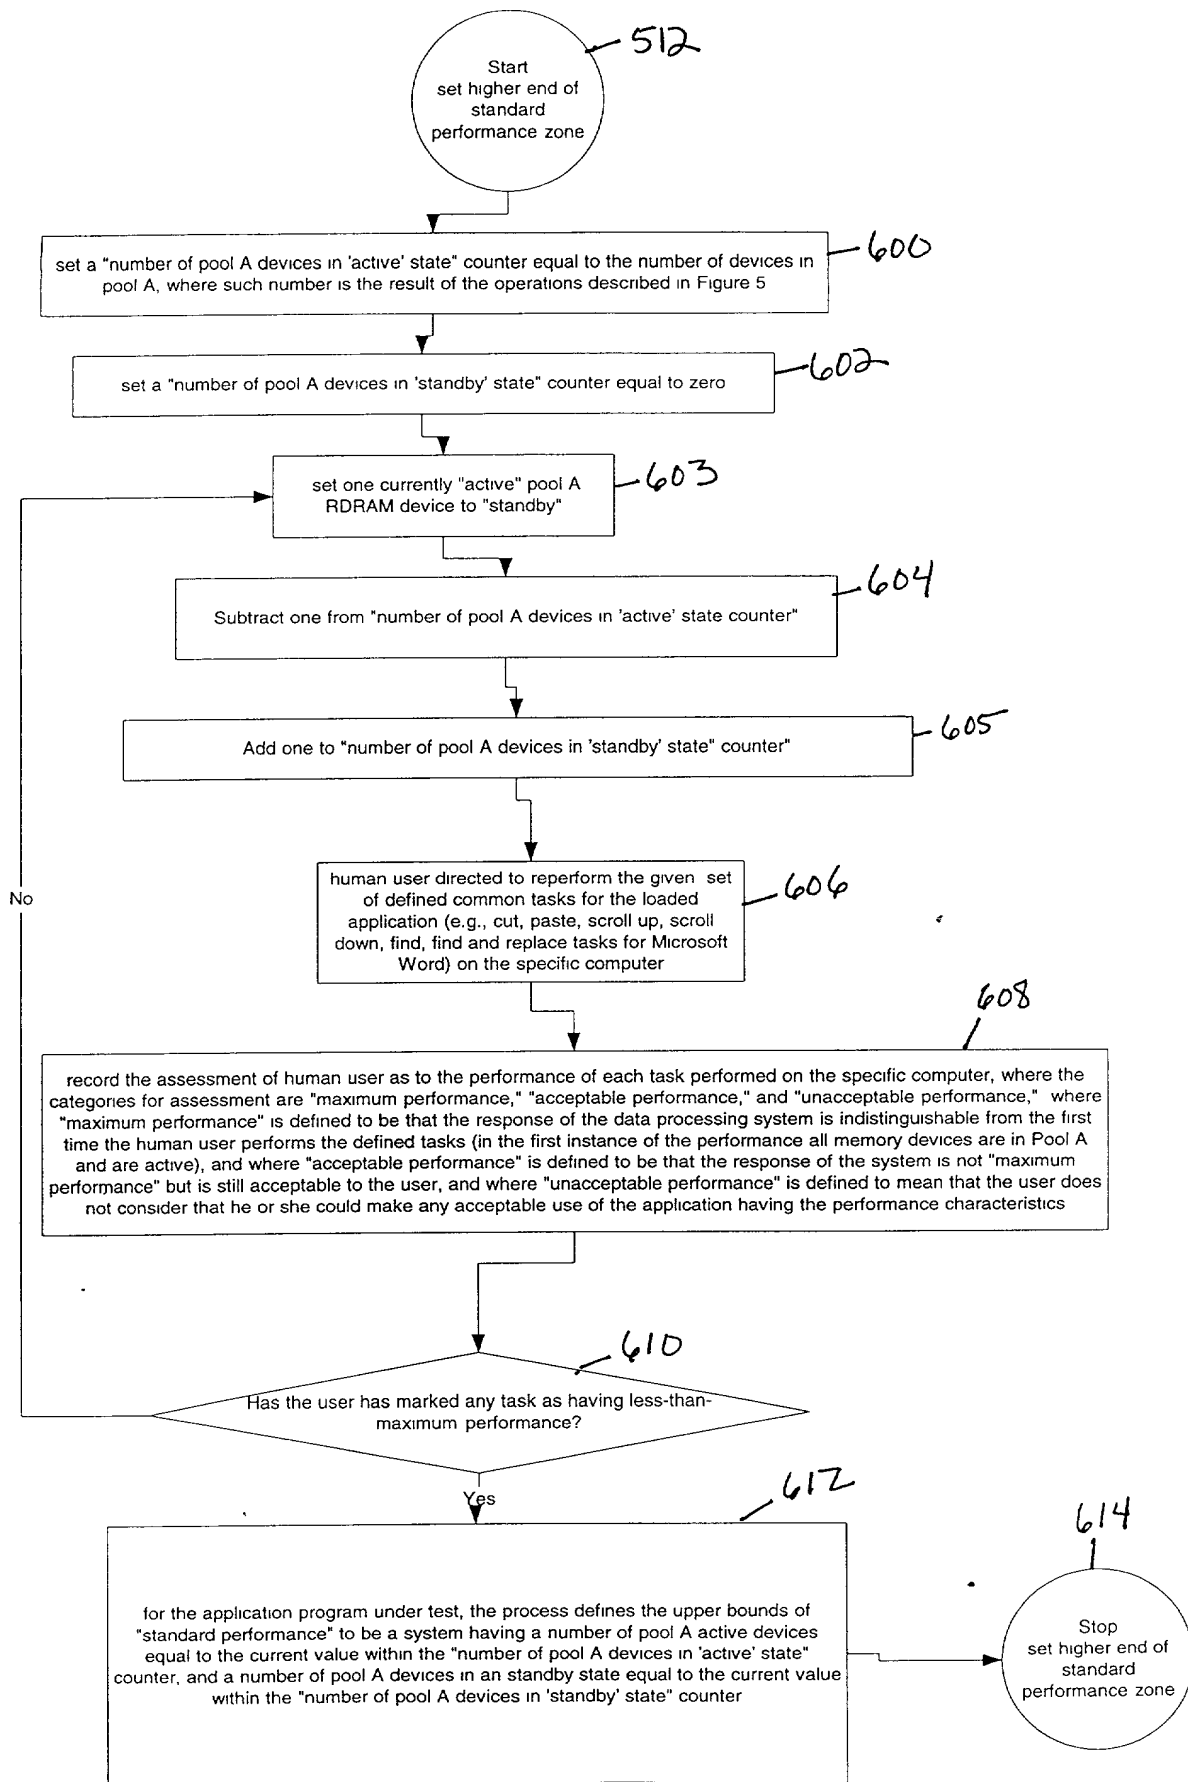 512
Start
set higher end of
standard
performance zone
600
set a "number of pool A devices in 'active' state" counter equal to the number of devices in
pool A, where such number is the result of the operations described in Figure 5
602
set a "number of pool A devices in 'standby' state" counter equal to zero
603
set one currently "active" pool A
RDRAM device to "standby"
604
Subtract one from "number of pool A devices in 'active' state counter"
605
Add one to "number of pool A devices in 'standby' state" counter"
606
human user directed to reperform the given set
of defined common tasks for the loaded
application (e.g., cut, paste, scroll up, scroll
down, find, find and replace tasks for Microsoft
Word) on the specific computer
No
608
record the assessment of human user as to the performance of each task performed on the specific computer, where the
categories for assessment are "maximum performance," "acceptable performance," and "unacceptable performance," where
"maximum performance" is defined to be that the response of the data processing system is indistinguishable from the first
time the human user performs the defined tasks (in the first instance of the performance all memory devices are in Pool A
and are active), and where "acceptable performance" is defined to be that the response of the system is not "maximum
performance" but is still acceptable to the user, and where "unacceptable performance" is defined to mean that the user does
not consider that he or she could make any acceptable use of the application having the performance characteristics
610
Has the user has marked any task as having less-than-
maximum performance?
Yes
612
for the application program under test, the process defines the upper bounds of
"standard performance" to be a system having a number of pool A active devices
equal to the current value within the "number of pool A devices in 'active' state"
counter, and a number of pool A devices in an standby state equal to the current value
within the "number of pool A devices in 'standby' state" counter
614
Stop
set higher end of
standard
performance zone